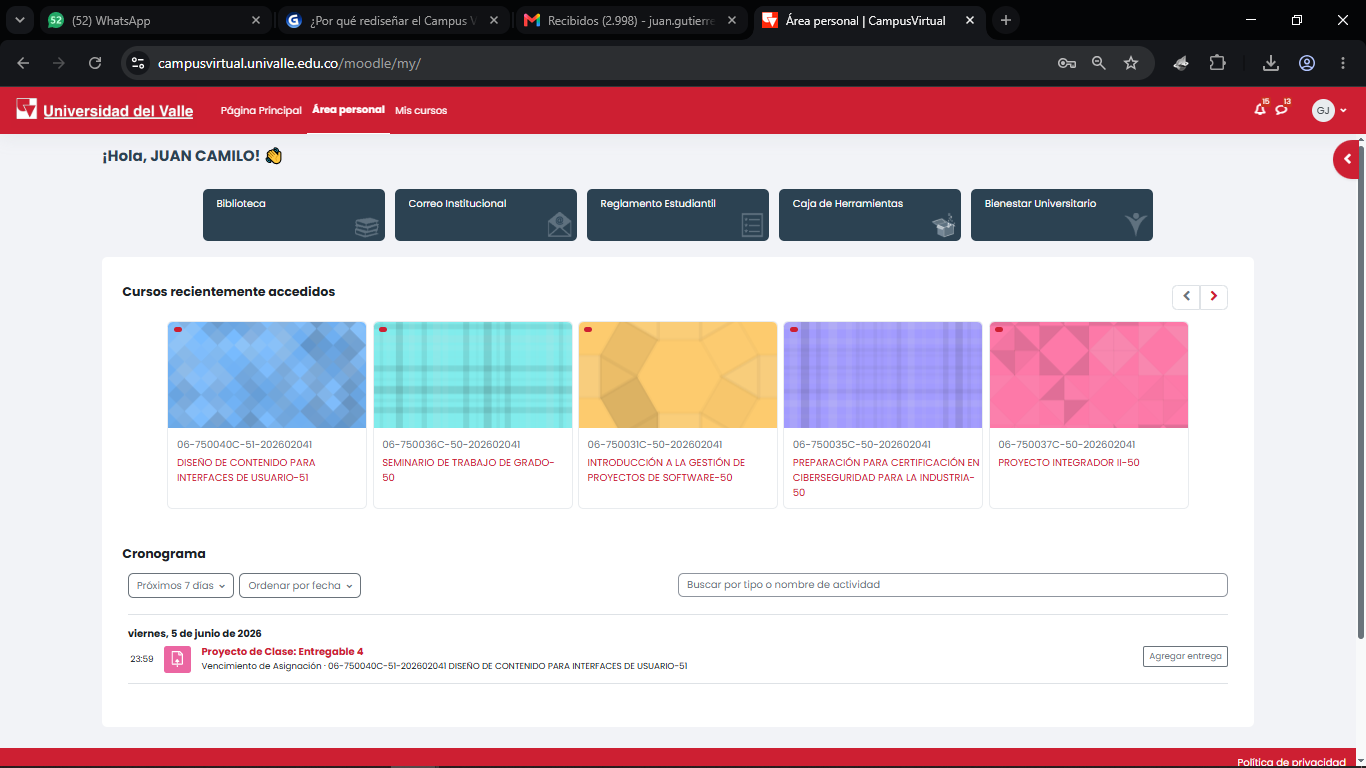 (52) WhatsApp
¿Por qué rediseñar el Campus V
Recibidos (2.998) - juan.gutierre
Área personal | CampusVirtual
campusvirtual.univalle.edu.co/moodle/my/
Universidad del Valle
Página Principal
Área personal
Mis cursos
15
13
GJ
¡Hola, JUAN CAMILO!
Biblioteca
Correo Institucional
Reglamento Estudiantil
Caja de Herramientas
Bienestar Universitario
Cursos recientemente accedidos
06-750040C-51-202602041
DISEÑO DE CONTENIDO PARA
INTERFACES DE USUARIO-51
06-750036C-50-202602041
SEMINARIO DE TRABAJO DE GRADO-
50
06-750031C-50-202602041
INTRODUCCIÓN A LA GESTIÓN DE
PROYECTOS DE SOFTWARE-50
06-750035C-50-202602041
PREPARACIÓN PARA CERTIFICACIÓN EN
CIBERSEGURIDAD PARA LA INDUSTRIA-
50
06-750037C-50-202602041
PROYECTO INTEGRADOR II-50
Cronograma
Próximos 7 días
Ordenar por fecha
Buscar por tipo o nombre de actividad
viernes, 5 de junio de 2026
23:59
Proyecto de Clase: Entregable 4
Vencimiento de Asignación · 06-750040C-51-202602041 DISEÑO DE CONTENIDO PARA INTERFACES DE USUARIO-51
Agregar entrega
Política de privacidad